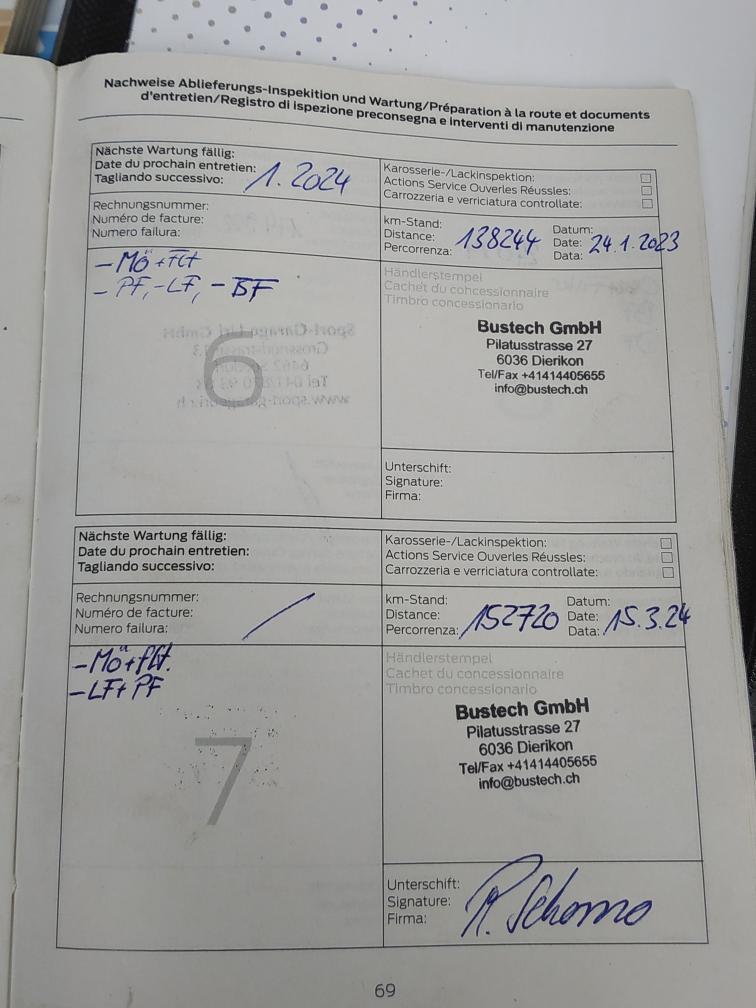 Nachweise Ablieferungs-Inspekition und Wartung/Préparation à la route et documents
d'entretien/Registro di ispezione preconsegna e interventi di manutenzione
Nächste Wartung fällig:
Date du prochain entretien:
Tagliando successivo: 1.2024
Karosserie-/Lackinspektion:
Actions Service Ouverles Réussles:
Carrozzeria e verriciatura controllate:
Rechnungsnummer:
Numéro de facture:
Numero failura:
km-Stand:
Distance:
Percorrenza: 138244
Datum:
Date:
Data: 24.1.2023
-Mö+Flt
- PF, -LF, - BF
6
Händlerstempel
Cachet du concessionnaire
Timbro concessionario
Bustech GmbH
Pilatusstrasse 27
6036 Dierikon
Tel/Fax +41414405655
info@bustech.ch
Unterschift:
Signature:
Firma:
Nächste Wartung fällig:
Date du prochain entretien:
Tagliando successivo:
Karosserie-/Lackinspektion:
Actions Service Ouverles Réussles:
Carrozzeria e verriciatura controllate:
Rechnungsnummer:
Numéro de facture:
Numero failura:
km-Stand:
Distance:
Percorrenza: 152720
Datum:
Date:
Data: 15.3.24
-Mö+flt.
-LF+PF
7
Händlerstempel
Cachet du concessionnaire
Timbro concessionario
Bustech GmbH
Pilatusstrasse 27
6036 Dierikon
Tel/Fax +41414405655
info@bustech.ch
Unterschift:
Signature:
Firma:
69